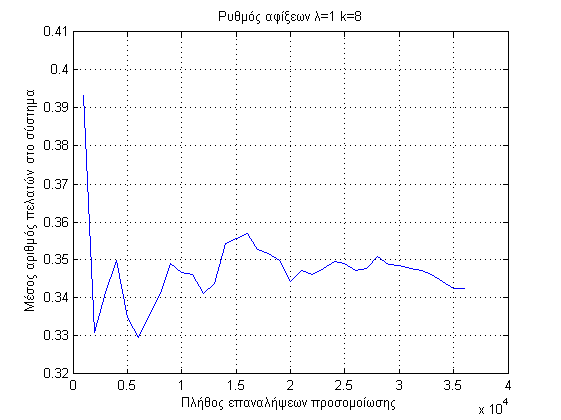 Ρυθμός αφίξεων λ=1 k=8
Μέσος αριθμός πελατών στο σύστημα
0.41
0.4
0.39
0.38
0.37
0.36
0.35
0.34
0.33
0.32
0 0.5 1 1.5 2 2.5 3 3.5 4
x 10^4
Πλήθος επαναλήψεων προσομοίωσης